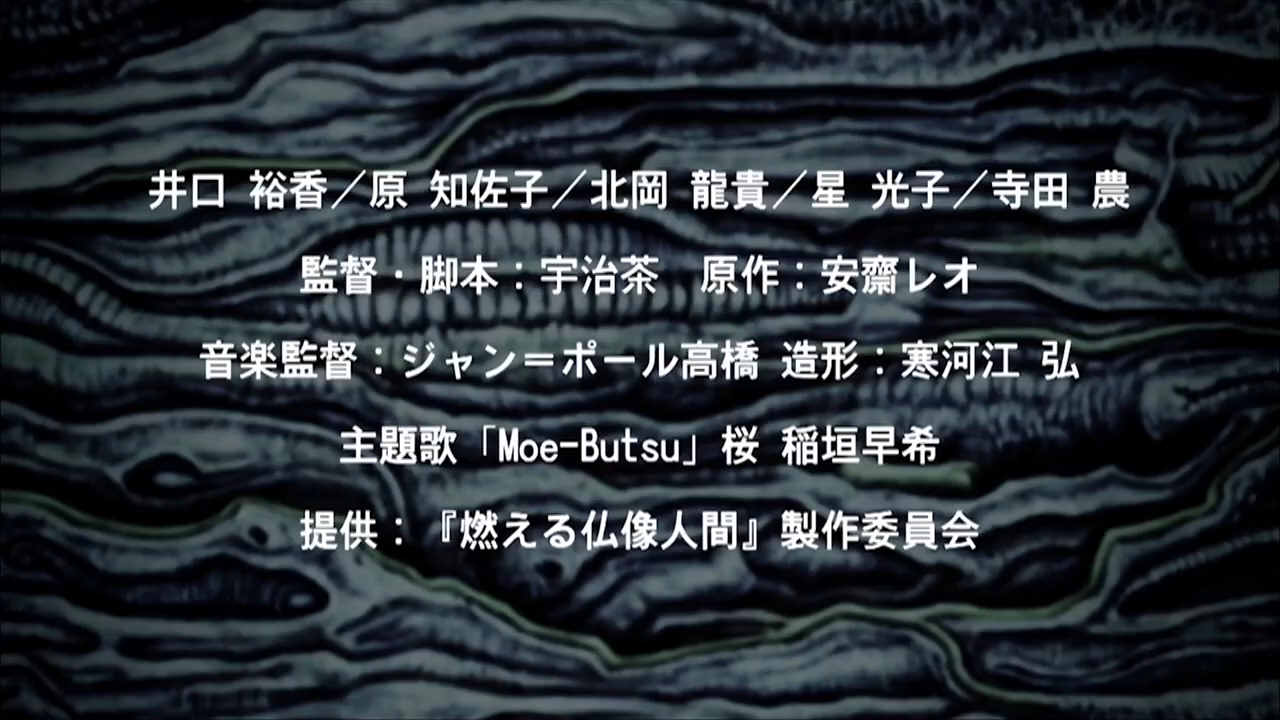 井口 裕香／原 知佐子／北岡 龍貴／星 光子／寺田 農
監督・脚本：宇治茶　原作：安齋レオ
音楽監督：ジャン＝ポール高橋 造形：寒河江 弘
主題歌「Moe-Butsu」桜 稲垣早希
提供：『燃える仏像人間』製作委員会